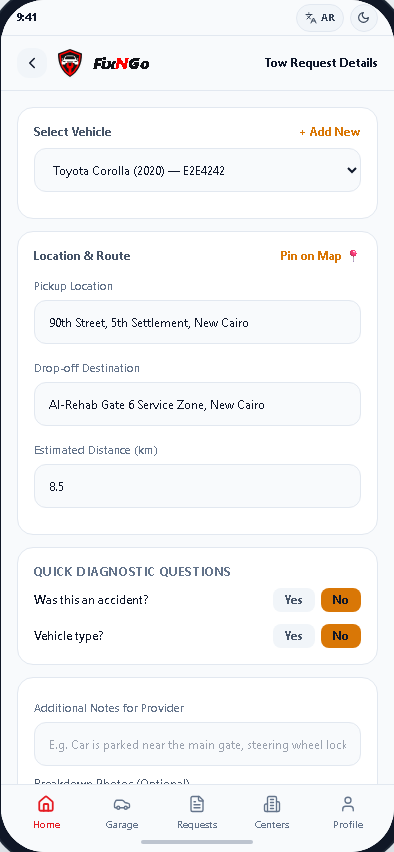 9:41
AR
FixNGo
Tow Request Details
Select Vehicle
+ Add New
Toyota Corolla (2020) — E2E4242
Location & Route
Pin on Map
Pickup Location
90th Street, 5th Settlement, New Cairo
Drop-off Destination
Al-Rehab Gate 6 Service Zone, New Cairo
Estimated Distance (km)
8.5
QUICK DIAGNOSTIC QUESTIONS
Was this an accident?
Yes
No
Vehicle type?
Yes
No
Additional Notes for Provider
E.g. Car is parked near the main gate, steering wheel lock
Breakdown Photos (Optional)
Home
Garage
Requests
Centers
Profile